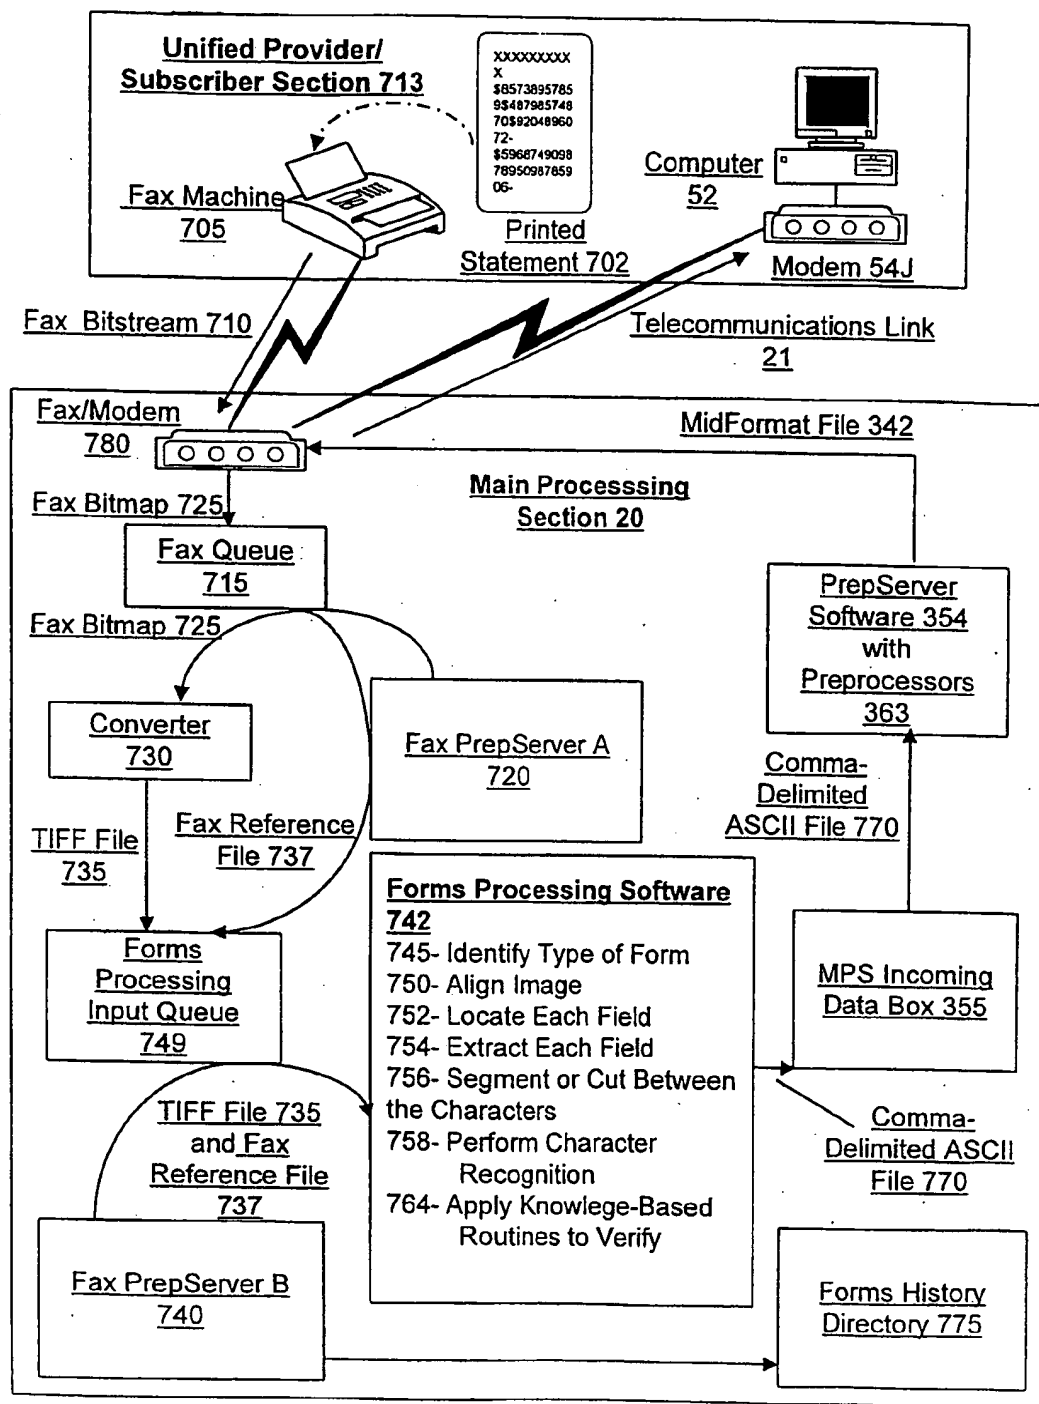 Unified Provider/
Subscriber Section 713
XXXXXXXXX
X
$8573895785
9$487985748
70$92048960
72-
$5968749098
78950987859
06-
Computer
52
Fax Machine
705
Printed
Statement 702
Modem 54J
Fax Bitstream 710
Telecommunications Link
21
Fax/Modem
780
MidFormat File 342
Main Processsing
Section 20
Fax Bitmap 725
Fax Queue
715
Fax Bitmap 725
PrepServer
Software 354
with
Preprocessors
363
Converter
730
Fax PrepServer A
720
Comma-
Delimited
ASCII File 770
TIFF File
735
Fax Reference
File 737
Forms
Processing
Input Queue
749
Forms Processing Software
742
745- Identify Type of Form
750- Align Image
752- Locate Each Field
754- Extract Each Field
756- Segment or Cut Between
the Characters
758- Perform Character
Recognition
764- Apply Knowlege-Based
Routines to Verify
MPS Incoming
Data Box 355
TIFF File 735
and Fax
Reference File
737
Comma-
Delimited ASCII
File 770
Fax PrepServer B
740
Forms History
Directory 775